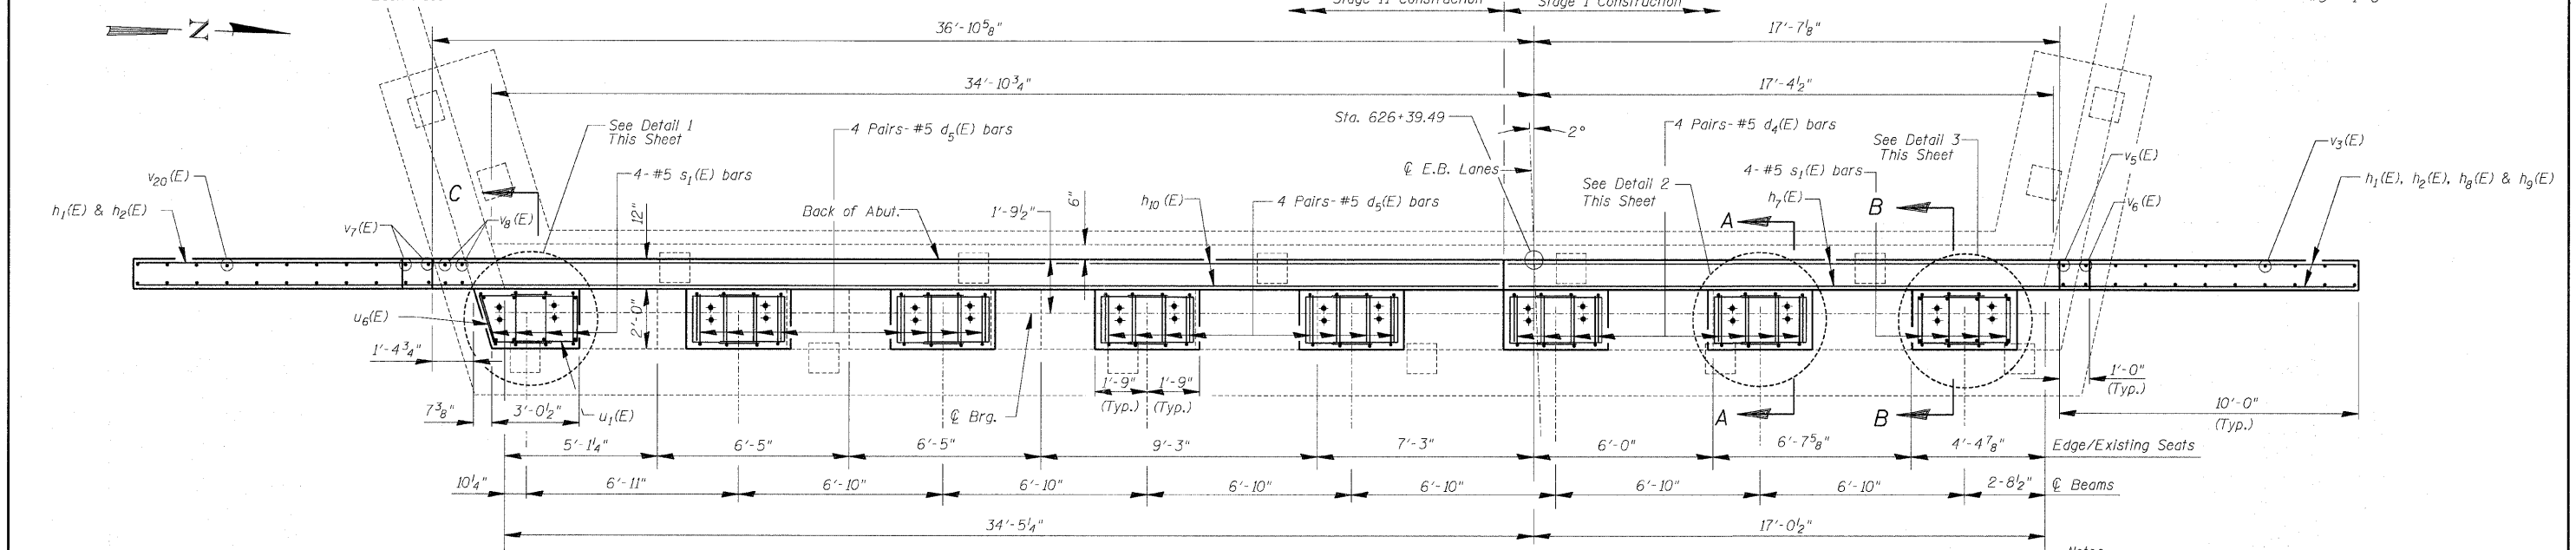 Stage II Construction
Stage I Construction
N
36'-10⅝"
17'-7⅛"
34'-10¾"
17'-4½"
See Detail 1
This Sheet
4 Pairs-#5 d5(E) bars
Sta. 626+39.49
2°
4 Pairs-#5 d4(E) bars
See Detail 3
This Sheet
v3(E)
v20(E)
C
4-#5 s1(E) bars
℄ E.B. Lanes
4-#5 s1(E) bars
v5(E)
h1(E) & h2(E)
v7(E)
v8(E)
12"
Back of Abut.
1'-9½"
6"
h10(E)
4 Pairs-#5 d5(E) bars
See Detail 2
This Sheet
A
h7(E)
B
v6(E)
h1(E), h2(E), h8(E) & h9(E)
u6(E)
2'-0"
1'-4¾"
7⅜"
3'-0½"
u1(E)
1'-9"
(Typ.)
1'-9"
(Typ.)
℄ Brg.
A
B
1'-0"
(Typ.)
10'-0"
(Typ.)
5'-1¼"
6'-5"
6'-5"
9'-3"
7'-3"
6'-0"
6'-7⅝"
4'-4⅞"
Edge/Existing Seats
10¼"
6'-11"
6'-10"
6'-10"
6'-10"
6'-10"
6'-10"
6'-10"
2-8½"
℄ Beams
34'-5¼"
17'-0½"
Notes